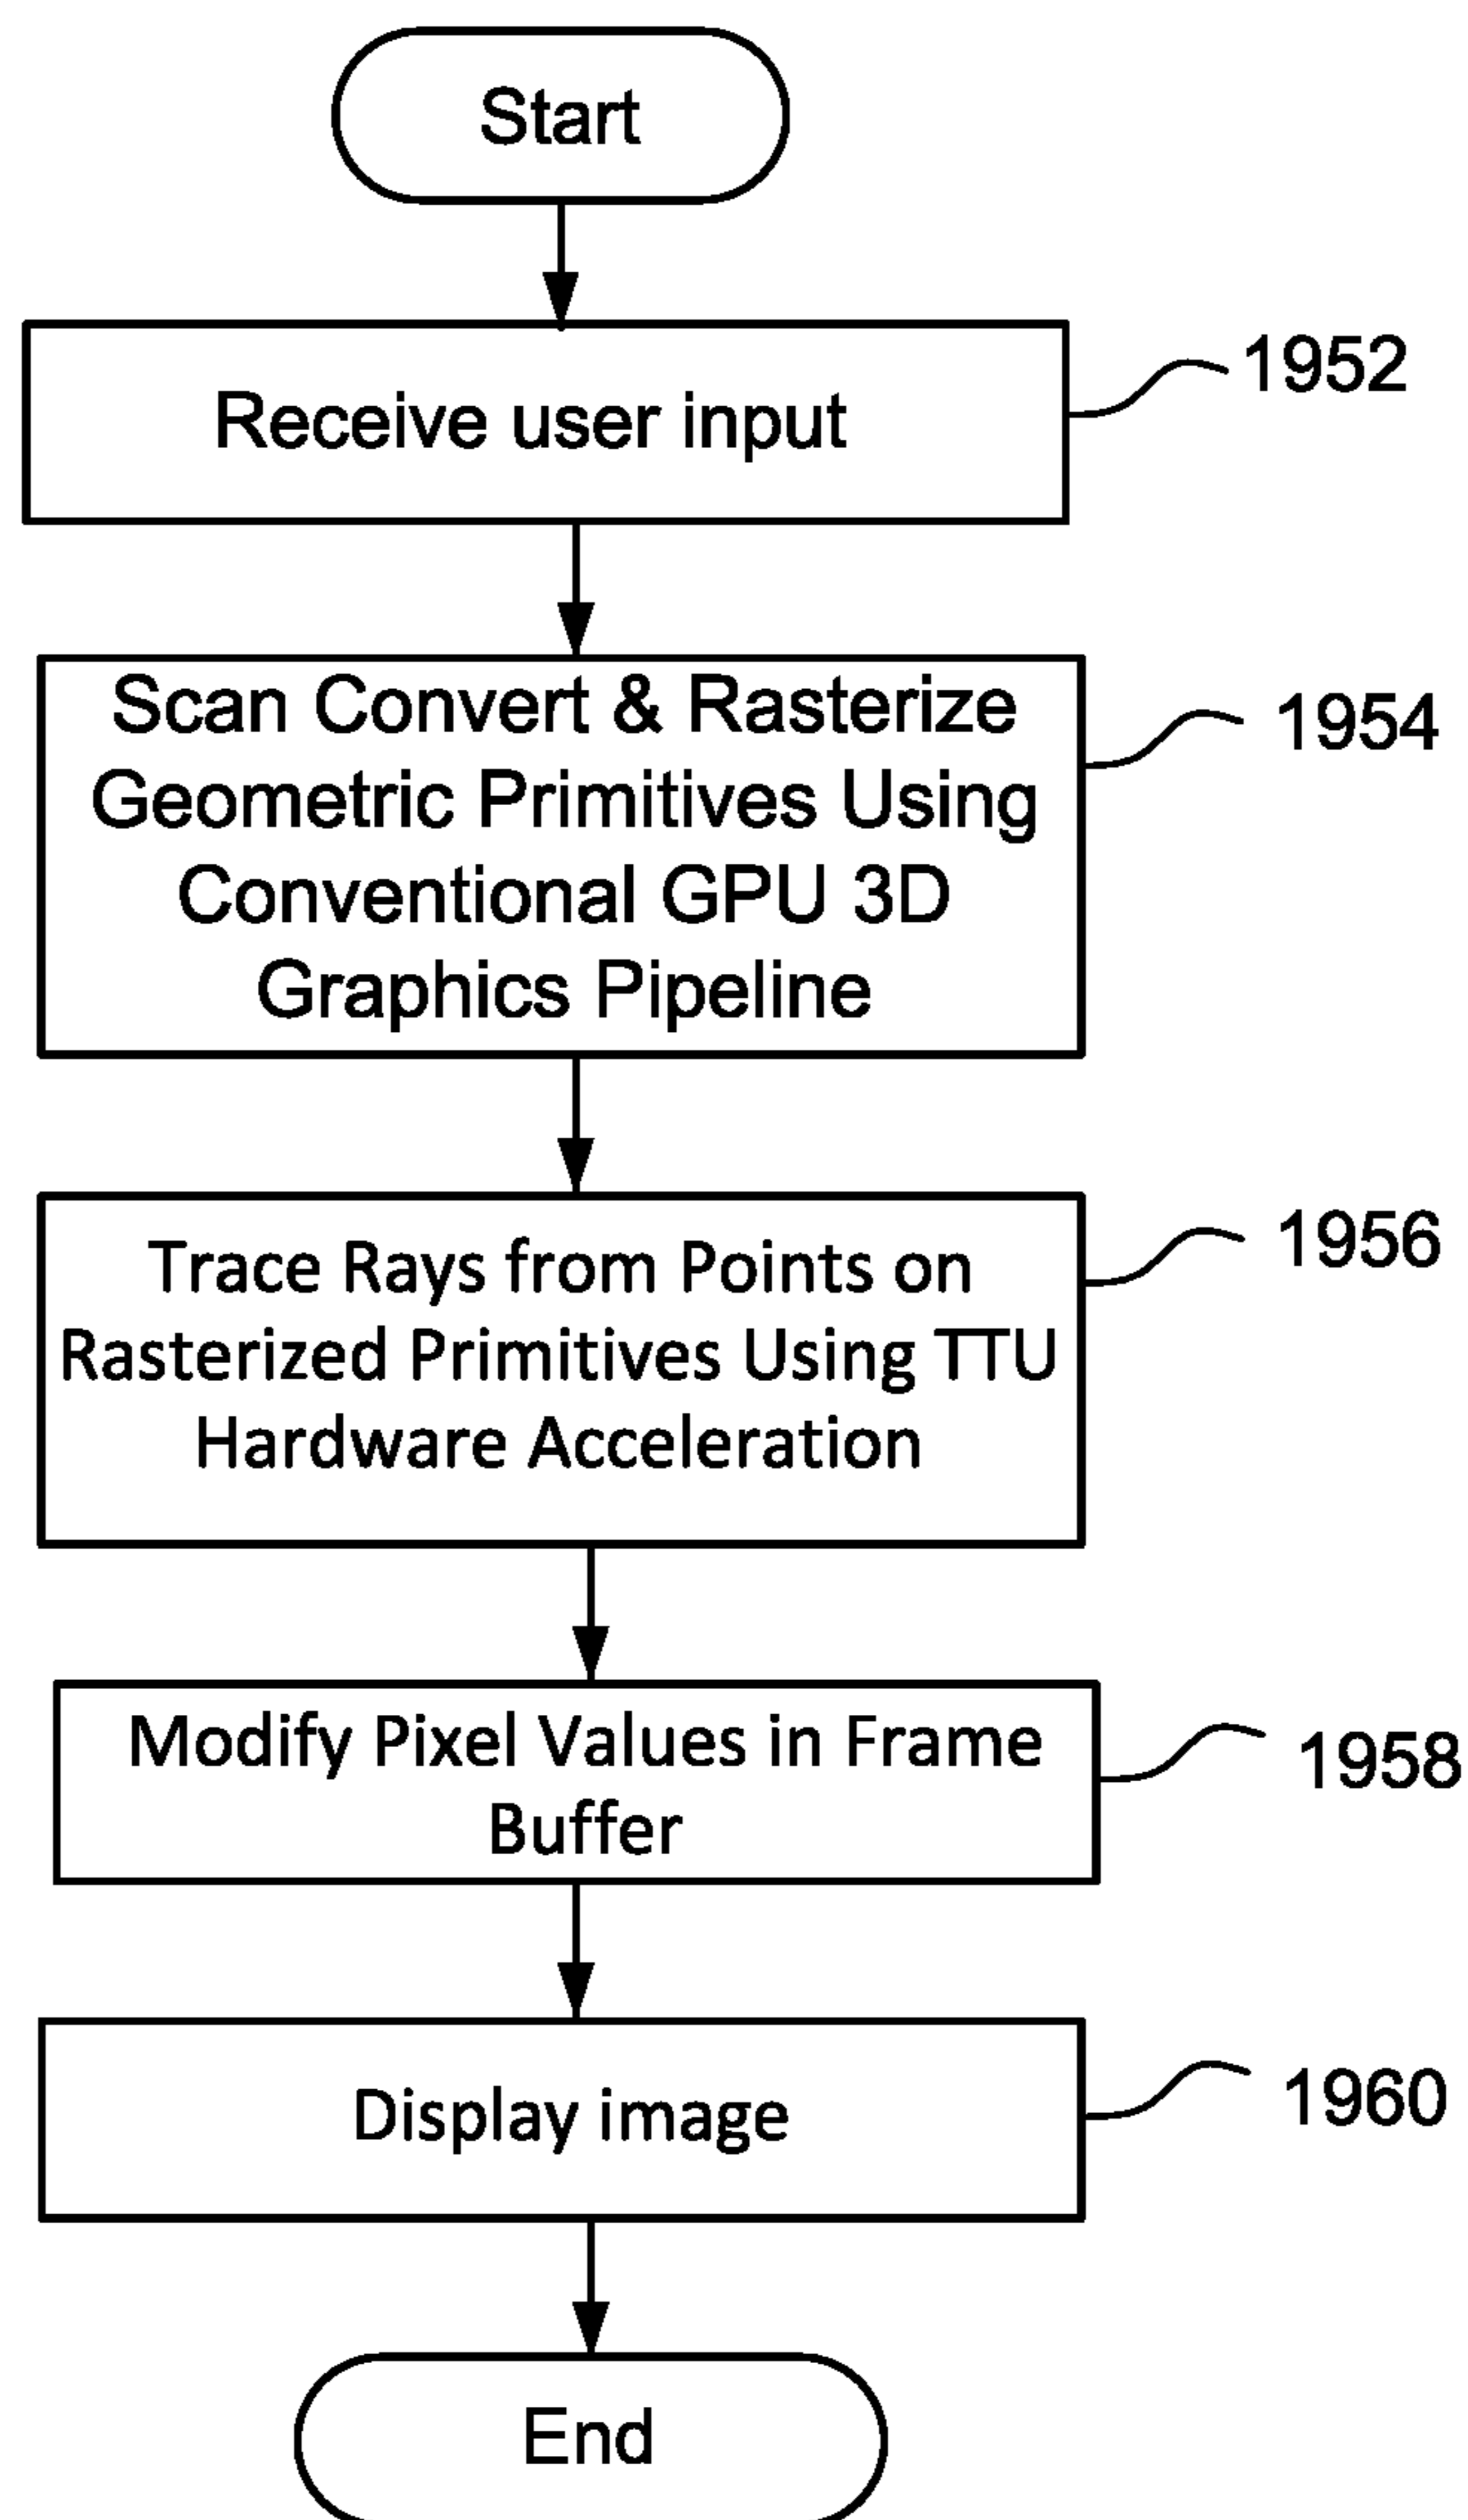 Start
Receive user input
1952
Scan Convert & Rasterize
Geometric Primitives Using
Conventional GPU 3D
Graphics Pipeline
1954
Trace Rays from Points on
Rasterized Primitives Using TTU
Hardware Acceleration
1956
Modify Pixel Values in Frame
Buffer
1958
Display image
1960
End